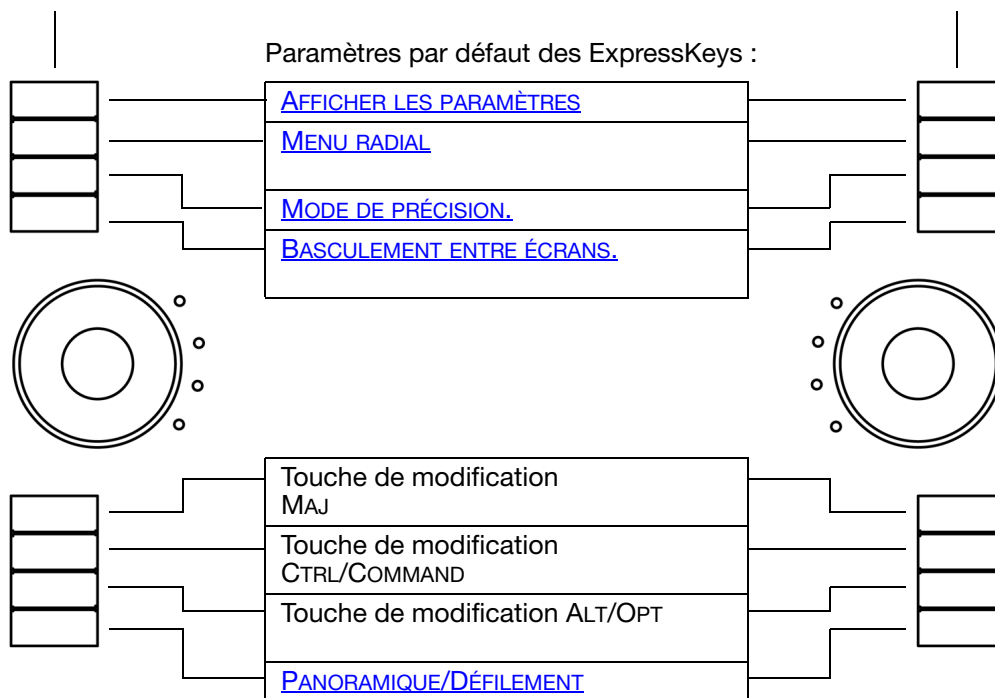 Paramètres par défaut des ExpressKeys :
AFFICHER LES PARAMÈTRES
MENU RADIAL
MODE DE PRÉCISION.
BASCULEMENT ENTRE ÉCRANS.
Touche de modification
MAJ
Touche de modification
CTRL/COMMAND
Touche de modification ALT/OPT
PANORAMIQUE/DÉFILEMENT